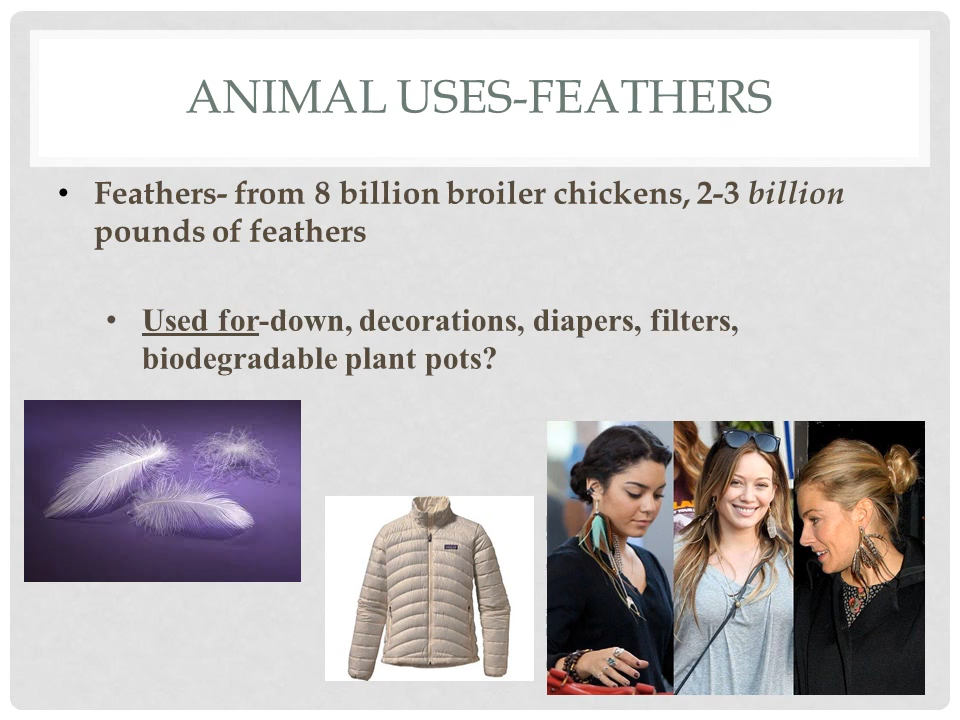 ANIMAL USES-FEATHERS
• Feathers- from 8 billion broiler chickens, 2-3 billion
pounds of feathers
• Used for-down, decorations, diapers, filters,
biodegradable plant pots?